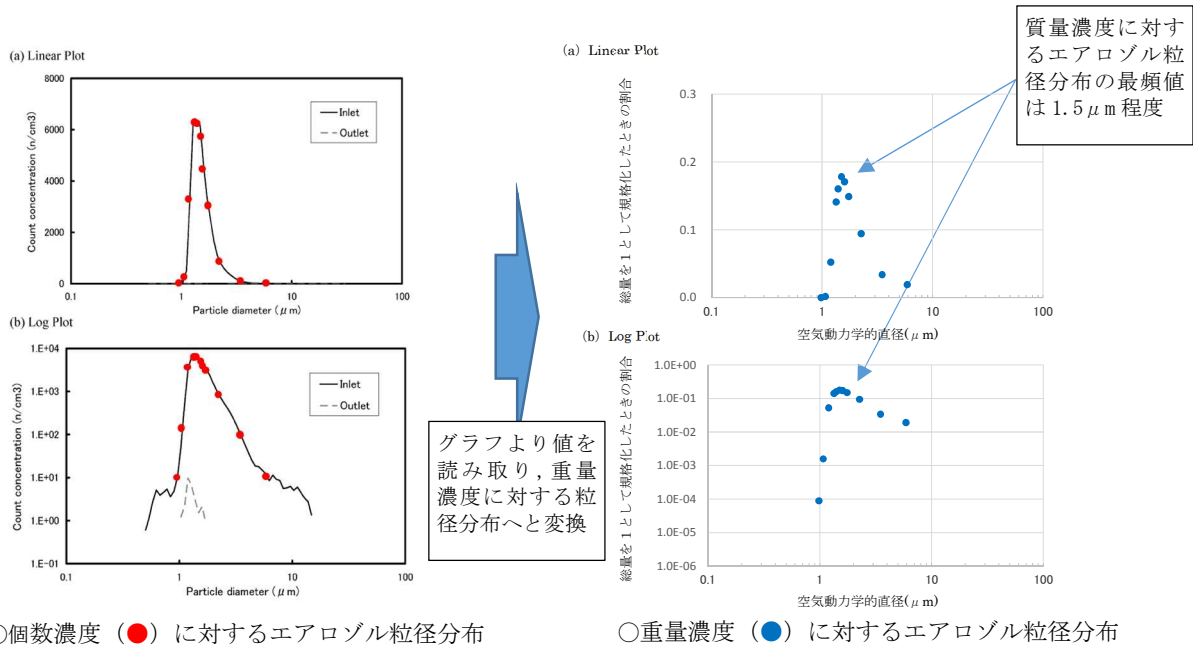 (a) Linear Plot
Count concentration (n/cm3)
8000
6000
4000
2000
0
Inlet
Outlet
0.1
1
10
100
Particle diameter (μm)
(b) Log Plot
Count concentration (n/cm3)
1.E+04
1.E+03
1.E+02
1.E+01
1.E+00
1.E-01
Inlet
Outlet
0.1
1
10
100
Particle diameter (μm)
○個数濃度（●）に対するエアロゾル粒径分布
グラフより値を
読み取り,重量
濃度に対する粒
径分布へと変換
(a) Linear Plot
総量を1として規格化したときの割合
0.3
0.2
0.1
0.0
0.1
1
10
100
空気動力学的直径(μm)
質量濃度に対す
るエアロゾル粒
径分布の最頻値
は1.5μm程度
(b) Log Plot
総量を1として規格化したときの割合
1.0E+00
1.0E-01
1.0E-02
1.0E-03
1.0E-04
1.0E-05
1.0E-06
0.1
1
10
100
空気動力学的直径(μm)
○重量濃度（●）に対するエアロゾル粒径分布